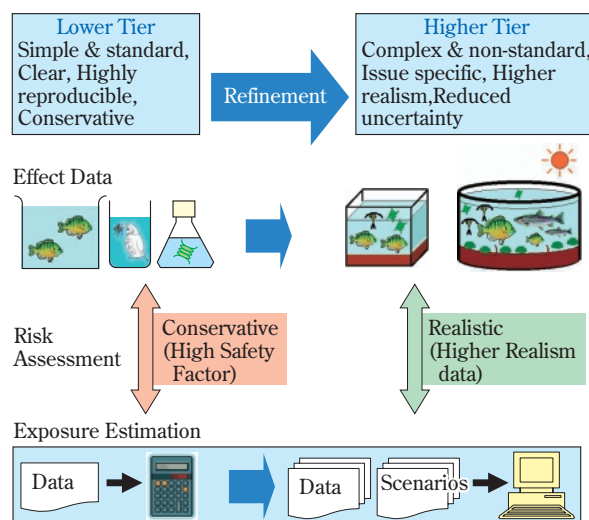 Lower Tier
Simple & standard,
Clear, Highly
reproducible,
Conservative
Refinement
Higher Tier
Complex & non-standard,
Issue specific, Higher
realism,Reduced
uncertainty
Effect Data
Risk
Assessment
Conservative
(High Safety
Factor)
Realistic
(Higher Realism
data)
Exposure Estimation
Data
Data
Scenarios